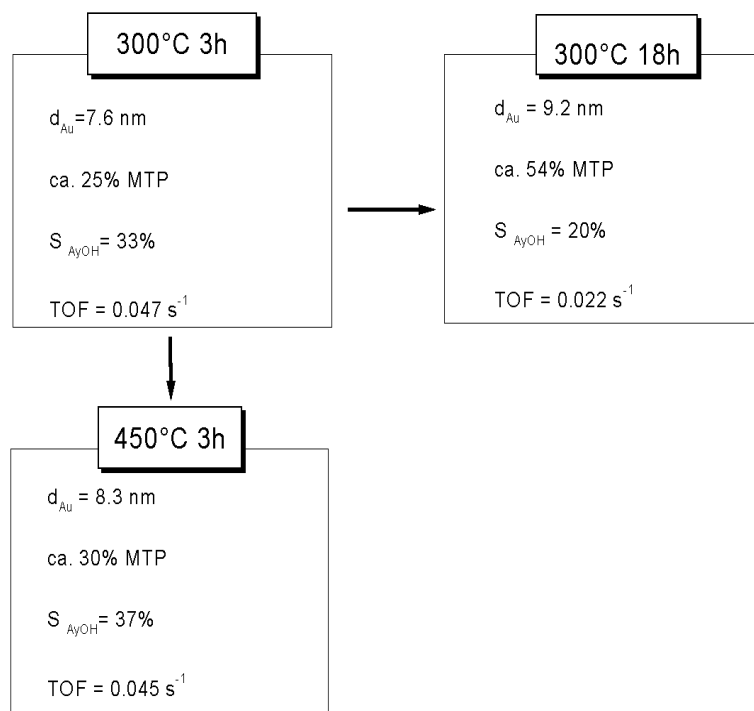 300°C 3h
d_Au=7.6 nm
ca. 25% MTP
S_AyOH= 33%
TOF = 0.047 s⁻¹
300°C 18h
d_Au = 9.2 nm
ca. 54% MTP
S_AyOH = 20%
TOF = 0.022 s⁻¹
450°C 3h
d_Au = 8.3 nm
ca. 30% MTP
S_AyOH= 37%
TOF = 0.045 s⁻¹